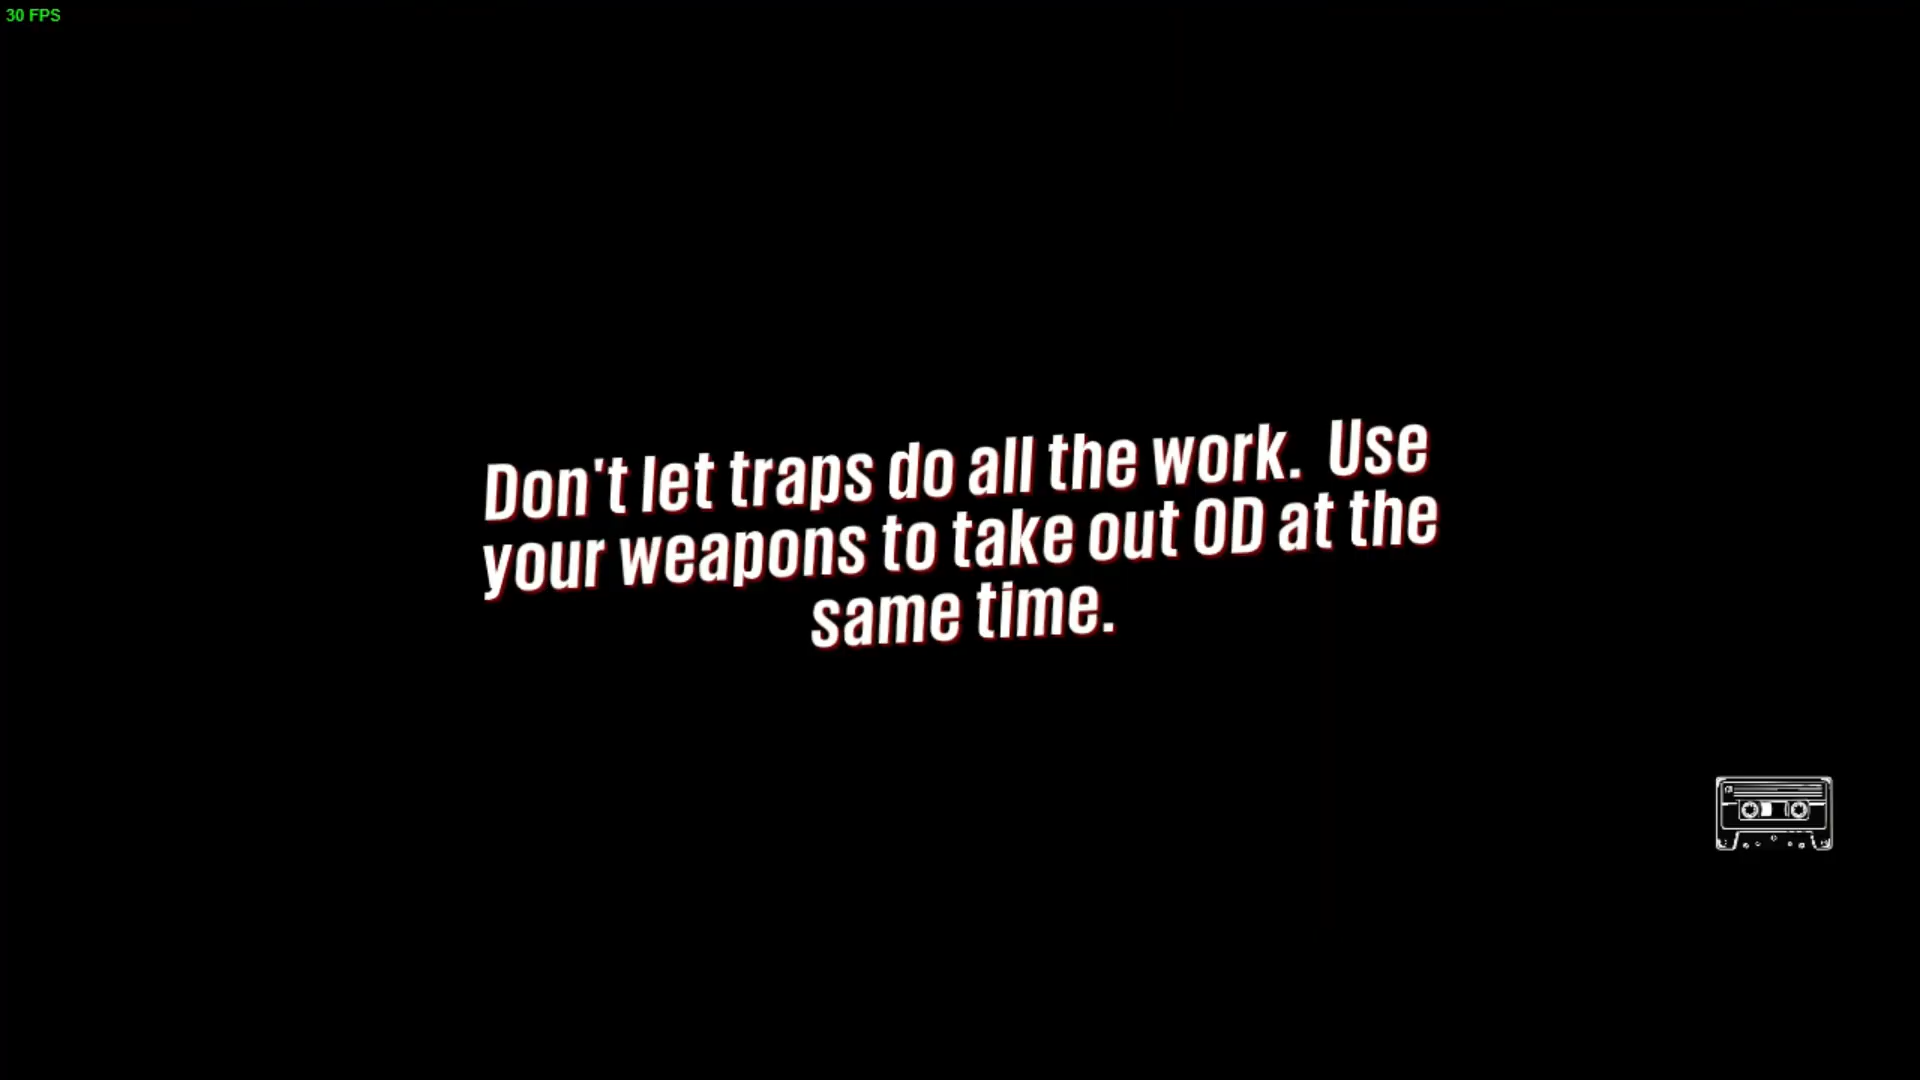 30 FPS
Don't let traps do all the work.  Use
your weapons to take out OD at the
same time.